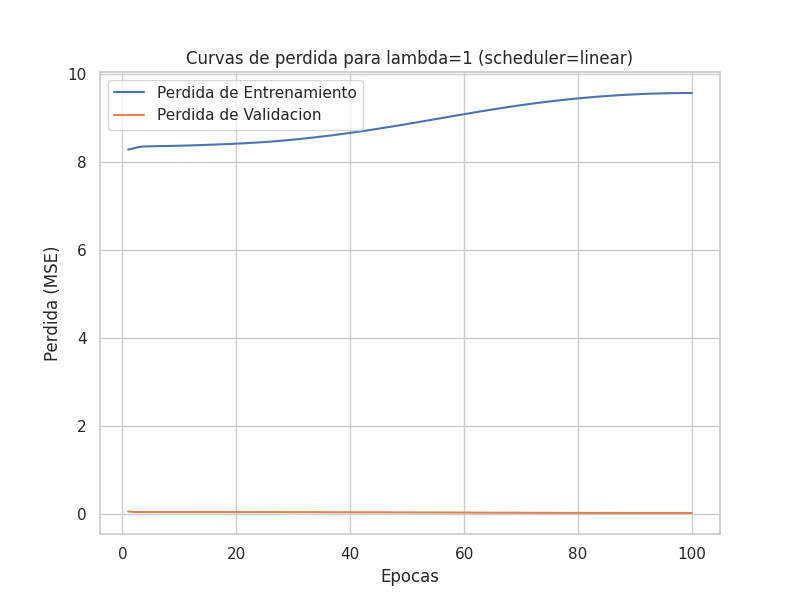 Curvas de perdida para lambda=1 (scheduler=linear)
Perdida de Entrenamiento
Perdida de Validacion
Perdida (MSE)
10
8
6
4
2
0
0 20 40 60 80 100
Epocas